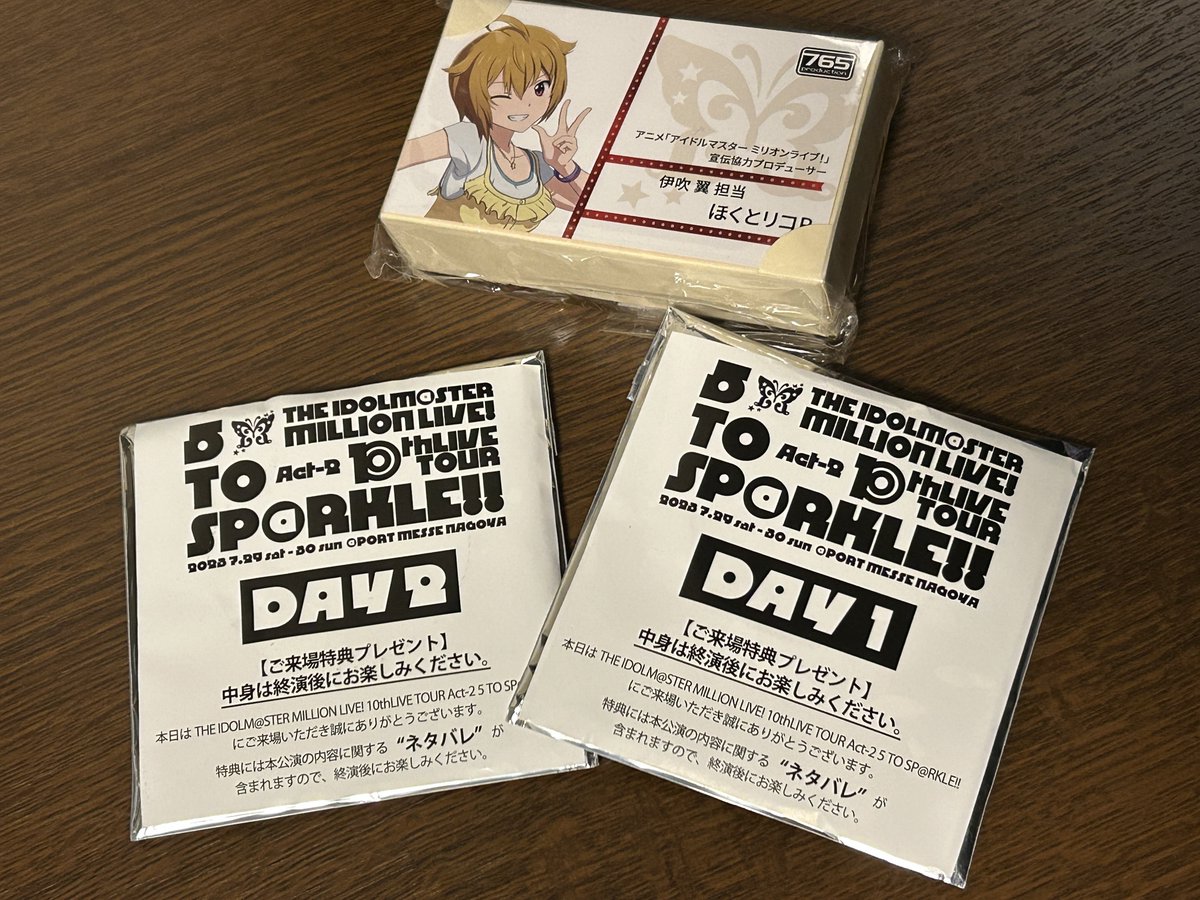 765
production
アニメ「アイドルマスター ミリオンライブ!」
宣伝協力プロデューサー
伊吹 翼 担当
ほくとリコP
THE IDOLM@STER
MILLION LIVE!
5 TO Act-2 10thLIVE
TOUR
SP@RKLE!!
2023 7.29 sat - 30 sun @PORT MESSE NAGOYA
DAY2
【ご来場特典プレゼント】
中身は終演後にお楽しみください。
本日は THE IDOLM@STER MILLION LIVE! 10thLIVE TOUR Act-2 5 TO SP
にご来場いただき誠にありがとうございます。
特典には本公演の内容に関する “ネタバレ” が
含まれますので、終演後にお楽しみください。
THE IDOLM@STER
MILLION LIVE!
5 TO Act-2 10thLIVE
TOUR
SP@RKLE!!
2023 7.29 sat - 30 sun @PORT MESSE NAGOYA
DAY 1
【ご来場特典プレゼント】
中身は終演後にお楽しみください。
本日は THE IDOLM@STER MILLION LIVE! 10thLIVE TOUR Act-2 5 TO SP@RKLE!!
にご来場いただき誠にありがとうございます。
特典には本公演の内容に関する “ネタバレ” が
含まれますので、終演後にお楽しみください。